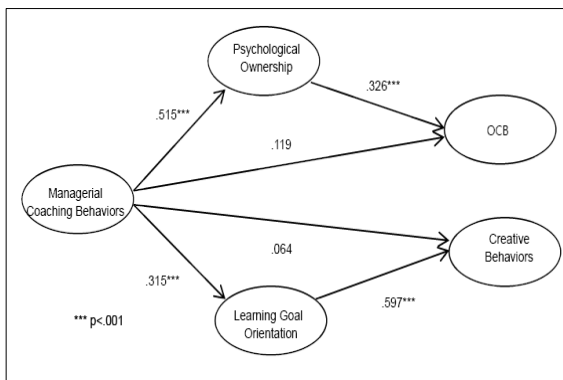 Psychological
Ownership
.326***
.515***
OCB
.119
Managerial
Coaching Behaviors
Creative
Behaviors
.064
.315***
.597***
Learning Goal
Orientation
*** p<.001